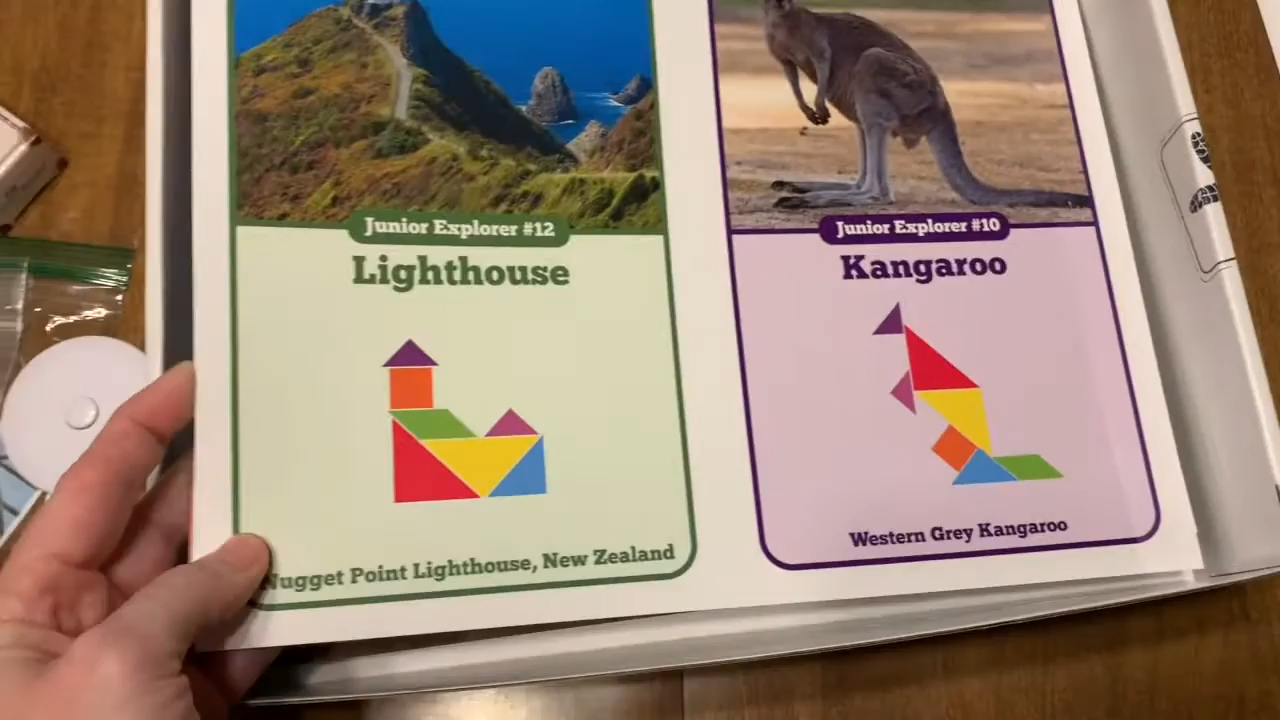 Junior Explorer #12
Lighthouse
Nugget Point Lighthouse, New Zealand
Junior Explorer #10
Kangaroo
Western Grey Kangaroo